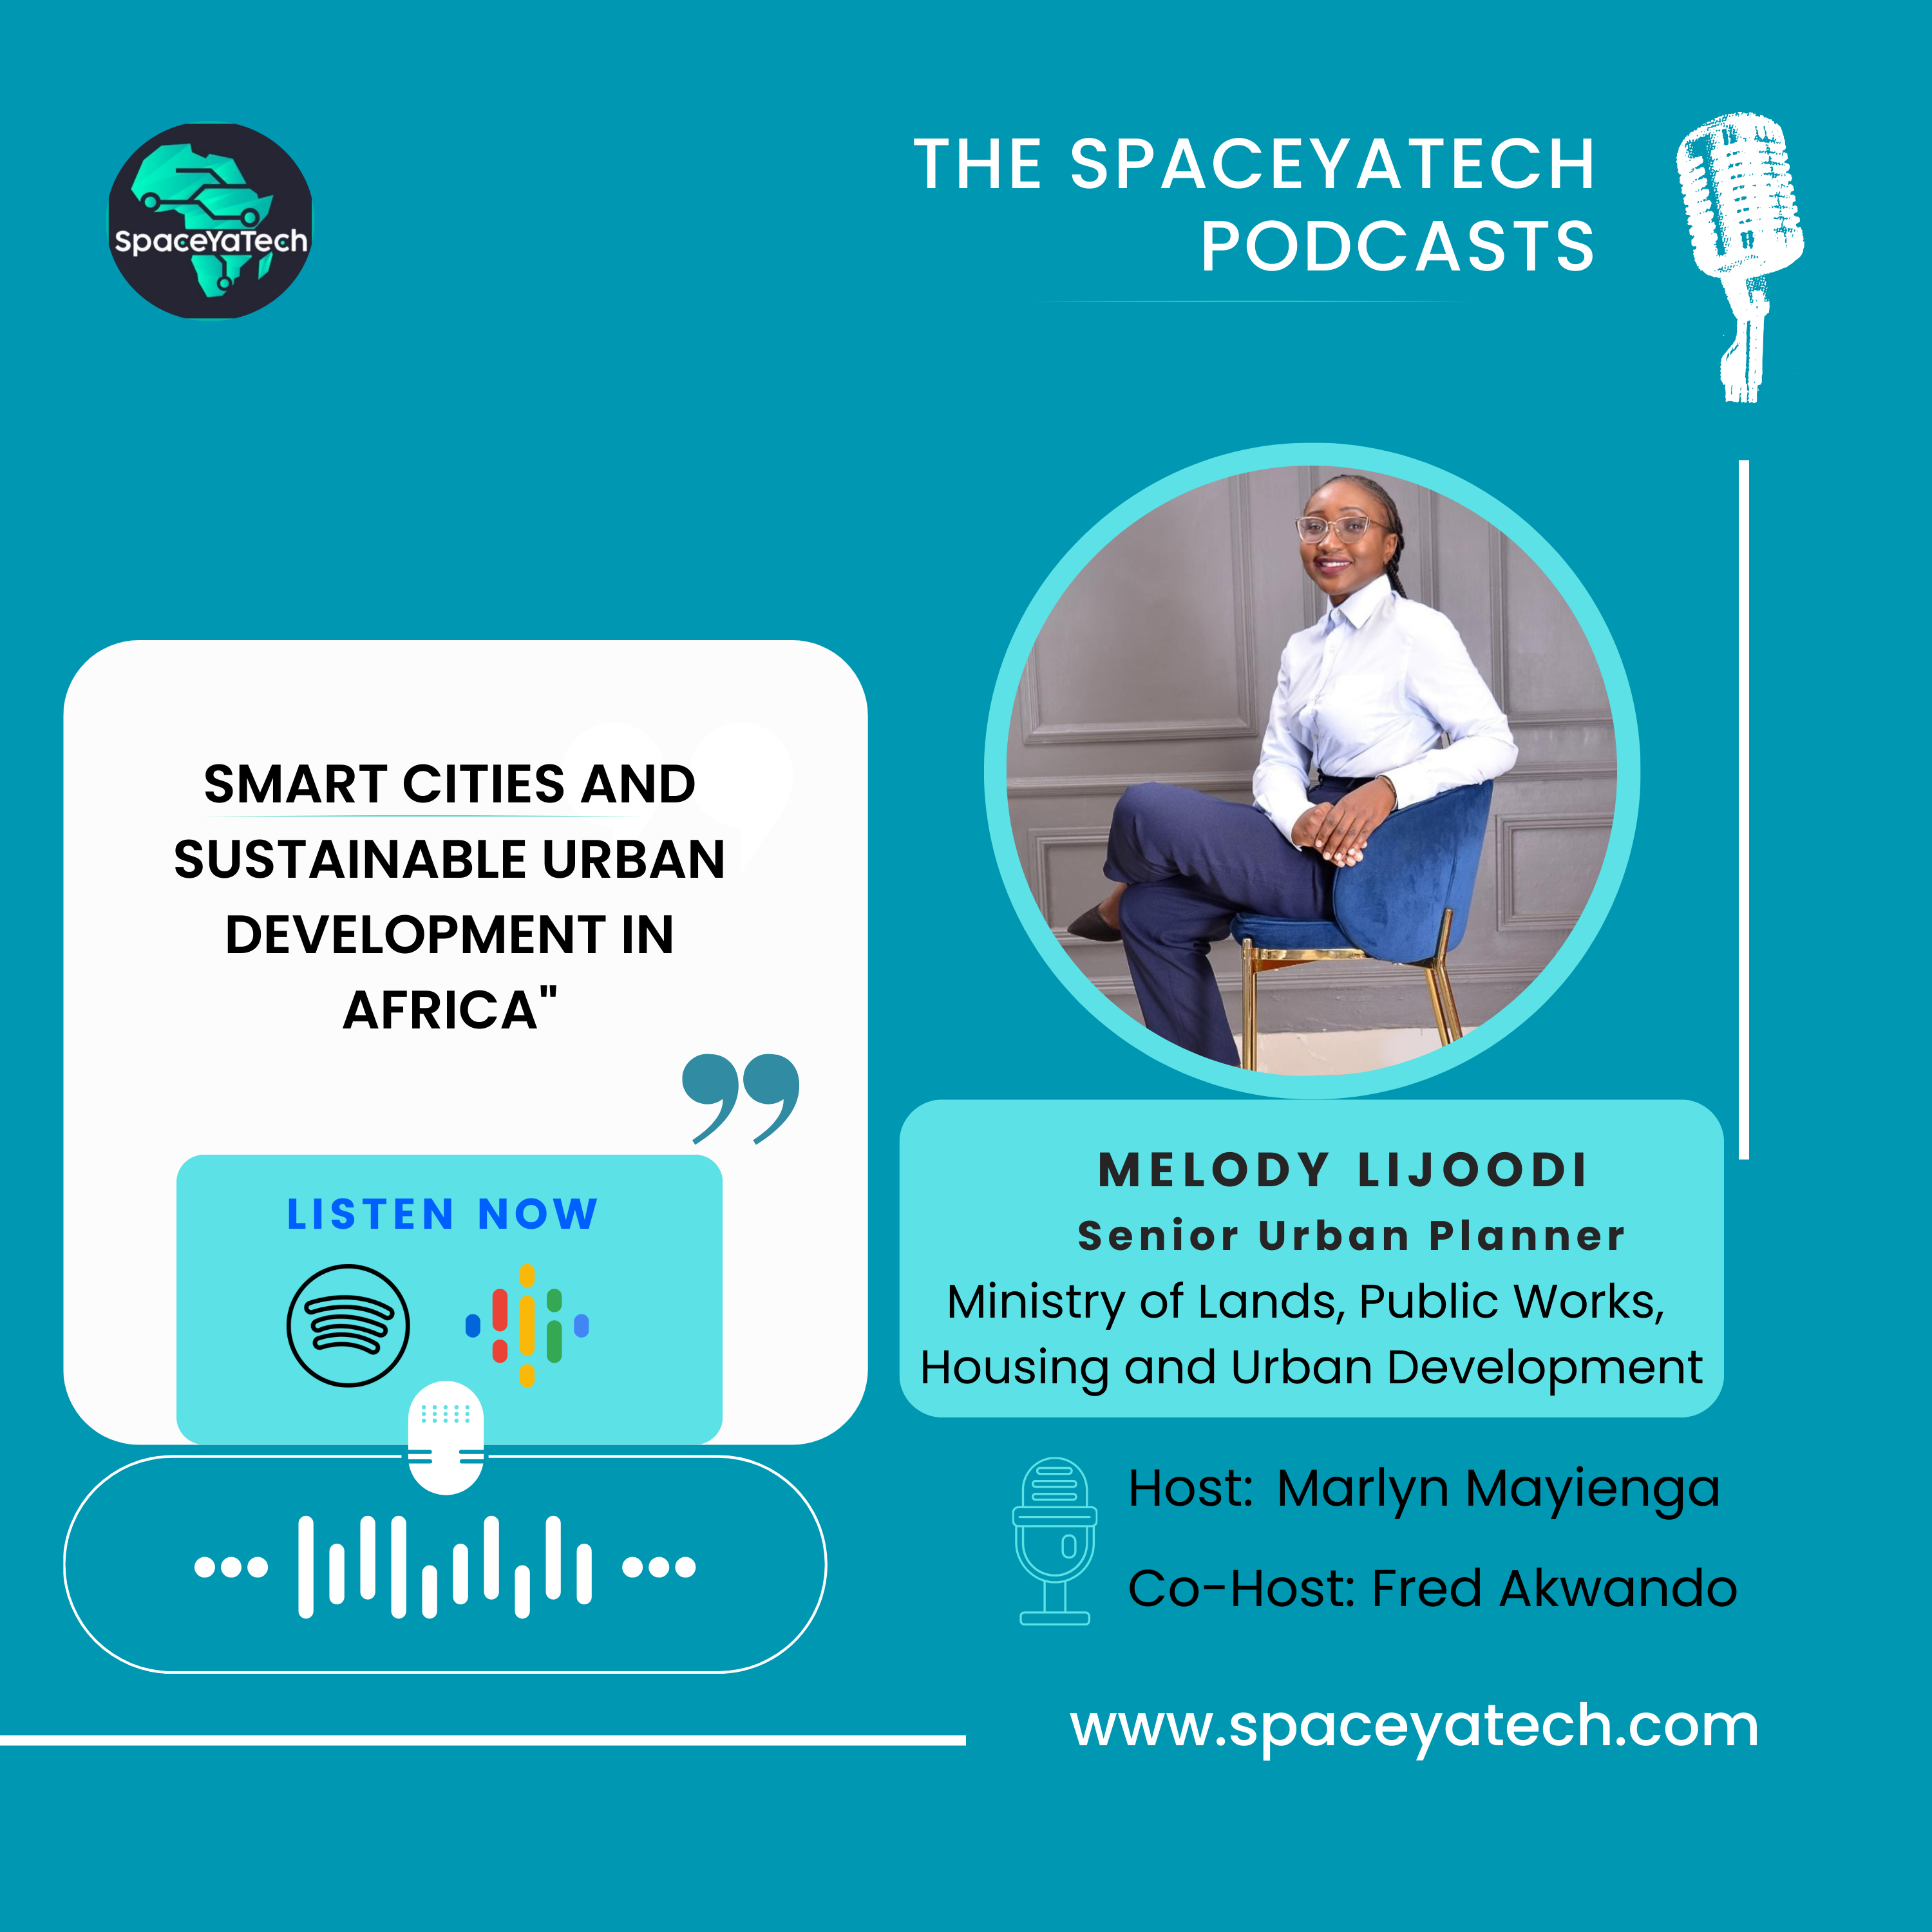 SpaceYaTech
THE SPACEYATECH
PODCASTS
SMART CITIES AND
SUSTAINABLE URBAN
DEVELOPMENT IN
AFRICA"
”
LISTEN NOW
MELODY LIJOODI
Senior Urban Planner
Ministry of Lands, Public Works,
Housing and Urban Development
Host: Marlyn Mayienga
Co-Host: Fred Akwando
www.spaceyatech.com